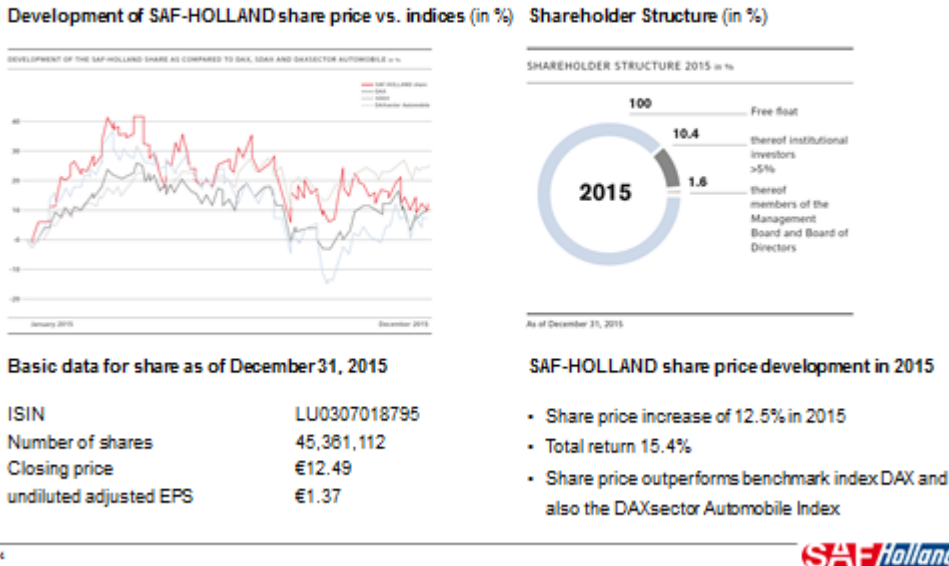 Development of SAF-HOLLAND share price vs. indices (in %)
DEVELOPMENT OF THE SAF-HOLLAND SHARE AS COMPARED TO DAX, SDAX AND DAXSECTOR AUTOMOBILE in %
SAF-HOLLAND share
DAX
SDAX
DAXsector Automobile
40
30
20
10
0
-10
-20
January 2015
December 2015
Shareholder Structure (in %)
SHAREHOLDER STRUCTURE 2015 in %
100
Free float
10.4
thereof institutional
investors
>5%
1.6
thereof
members of the
Management
Board and Board of
Directors
2015
As of December 31, 2015
Basic data for share as of December 31, 2015
ISIN LU0307018795
Number of shares 45,361,112
Closing price €12.49
undiluted adjusted EPS €1.37
SAF-HOLLAND share price development in 2015
▪ Share price increase of 12.5% in 2015
▪ Total return 15.4%
▪ Share price outperforms benchmark index DAX and
also the DAXsector Automobile Index
SAF Holland